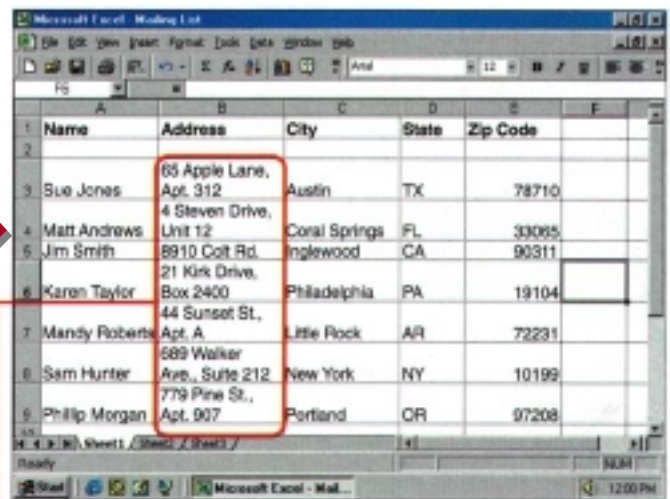 Microsoft Excel - Mailing List
File Edit View Insert Format Tools Data Window Help
Arial 12 B I U
F6 =
A B C D E F
1 Name Address City State Zip Code
2
65 Apple Lane,
3 Sue Jones Apt. 312 Austin TX 78710
4 Steven Drive,
4 Matt Andrews Unit 12 Coral Springs FL 33065
5 Jim Smith 8910 Colt Rd. Inglewood CA 90311
21 Kirk Drive,
6 Karen Taylor Box 2400 Philadelphia PA 19104
44 Sunset St.,
7 Mandy Roberts Apt. A Little Rock AR 72231
689 Walker
8 Sam Hunter Ave., Suite 212 New York NY 10199
779 Pine St.,
9 Phillip Morgan Apt. 907 Portland OR 97208
Sheet1 / Sheet2 / Sheet3 /
Ready NUM
Start Microsoft Excel - Mail... 12:00 PM